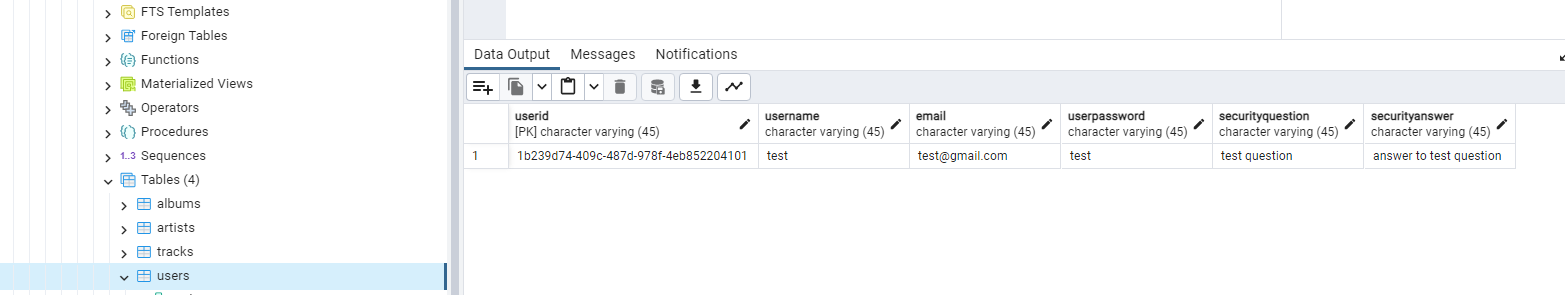 FTS Templates
Foreign Tables
Functions
Materialized Views
Operators
Procedures
1..3 Sequences
Tables (4)
albums
artists
tracks
users
Data Output Messages Notifications
userid username email userpassword securityquestion securityanswer
[PK] character varying (45) character varying (45) character varying (45) character varying (45) character varying (45) character varying (45)
1 1b239d74-409c-487d-978f-4eb852204101 test test@gmail.com test test question answer to test question